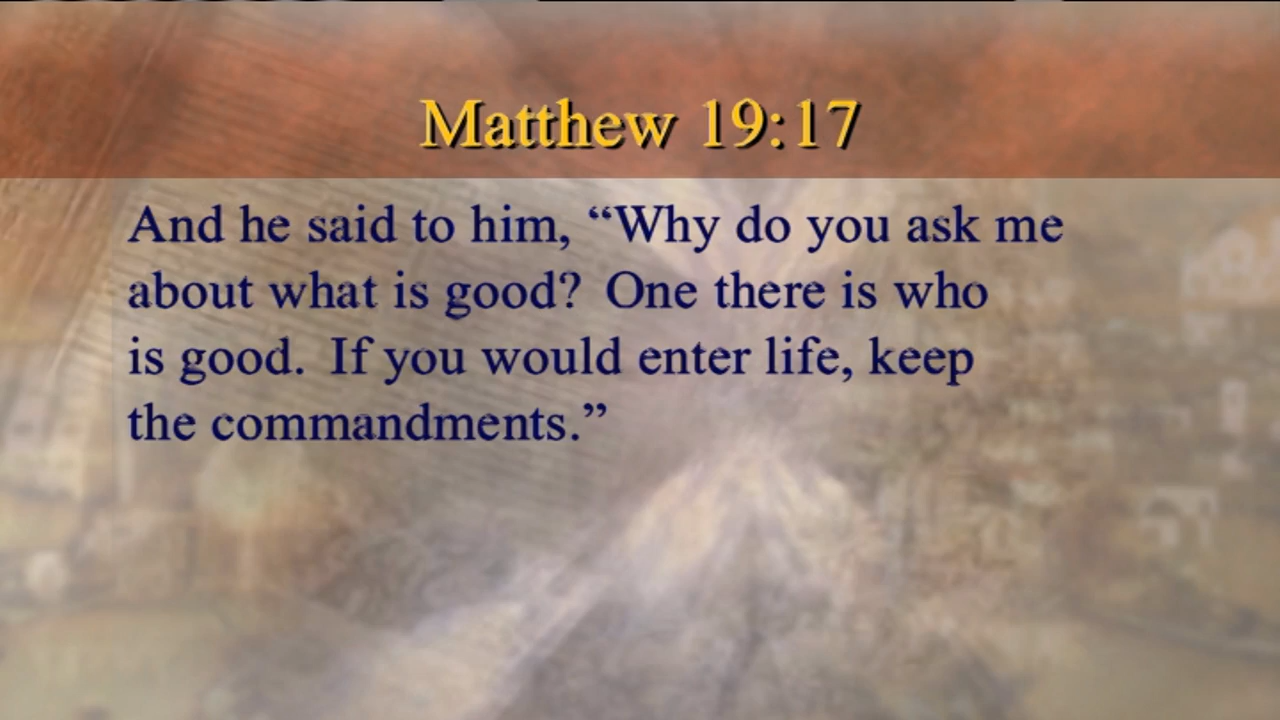 Matthew 19:17
And he said to him, “Why do you ask me
about what is good? One there is who
is good. If you would enter life, keep
the commandments.”